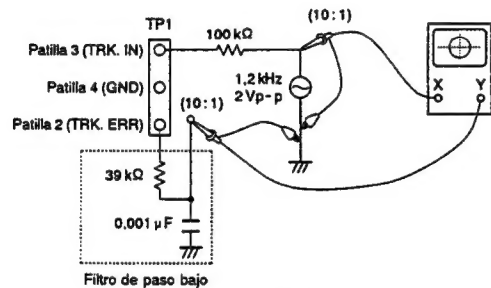 TP1
(10 : 1)
100 kΩ
Patilla 3 (TRK. IN)
Patilla 4 (GND)
Patilla 2 (TRK. ERR)
(10 : 1)
1,2 kHz
2 Vp - p
X
Y
39 kΩ
0,001 μF
Filtro de paso bajo